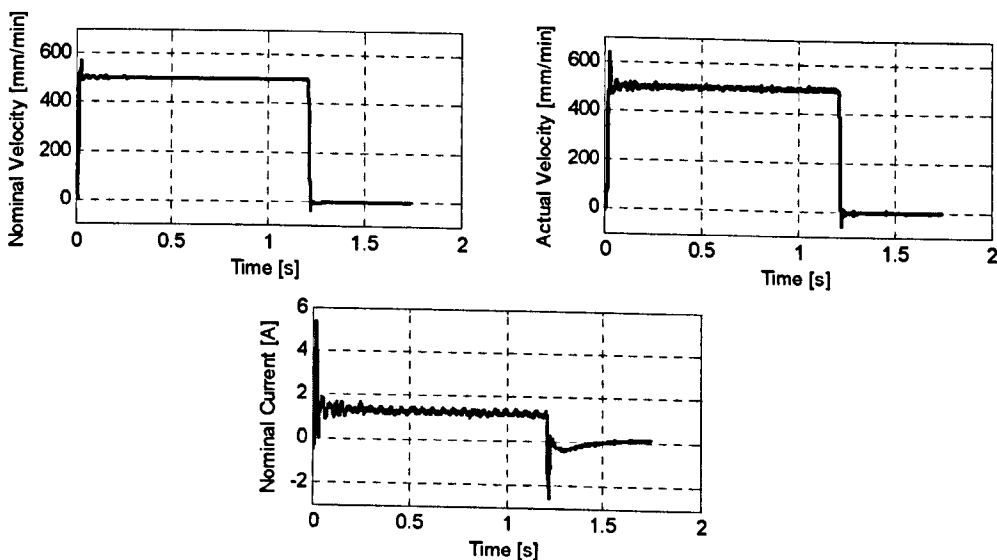 Nominal Velocity [mm/min]
600
400
200
0
0 0.5 1 1.5 2
Time [s]
Actual Velocity [mm/min]
600
400
200
0
0 0.5 1 1.5 2
Time [s]
Nominal Current [A]
6
4
2
0
-2
0 0.5 1 1.5 2
Time [s]